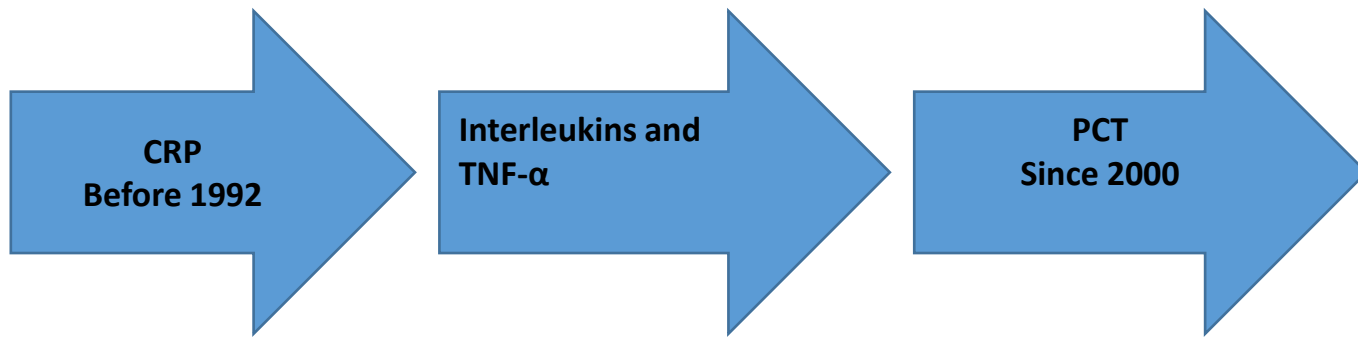 CRP
Before 1992
Interleukins and
TNF-α
PCT
Since 2000